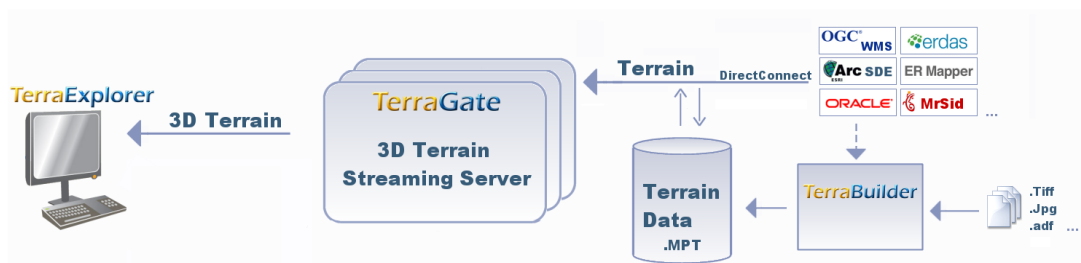 TerraExplorer
3D Terrain
TerraGate
3D Terrain
Streaming Server
Terrain
DirectConnect
OGC® WMS
erdas
ESRI
Arc SDE
ER Mapper
ORACLE®
MrSid
...
Terrain
Data
.MPT
TerraBuilder
.Tiff
.Jpg
.adf ...